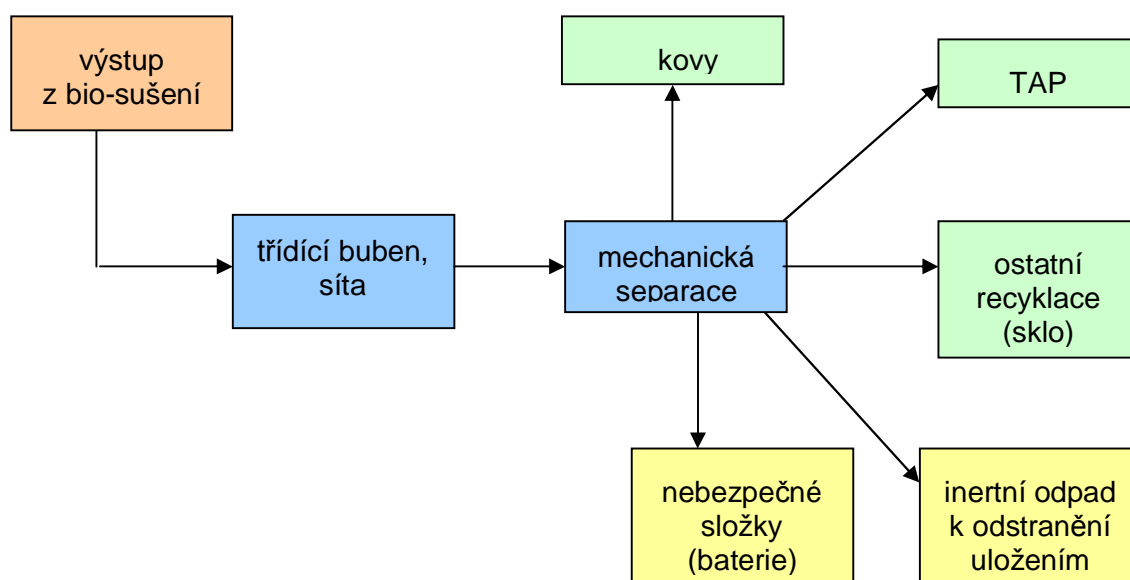 výstup
z bio-sušení
kovy
TAP
třídící buben,
síta
mechanická
separace
ostatní
recyklace
(sklo)
nebezpečné
složky
(baterie)
inertní odpad
k odstranění
uložením